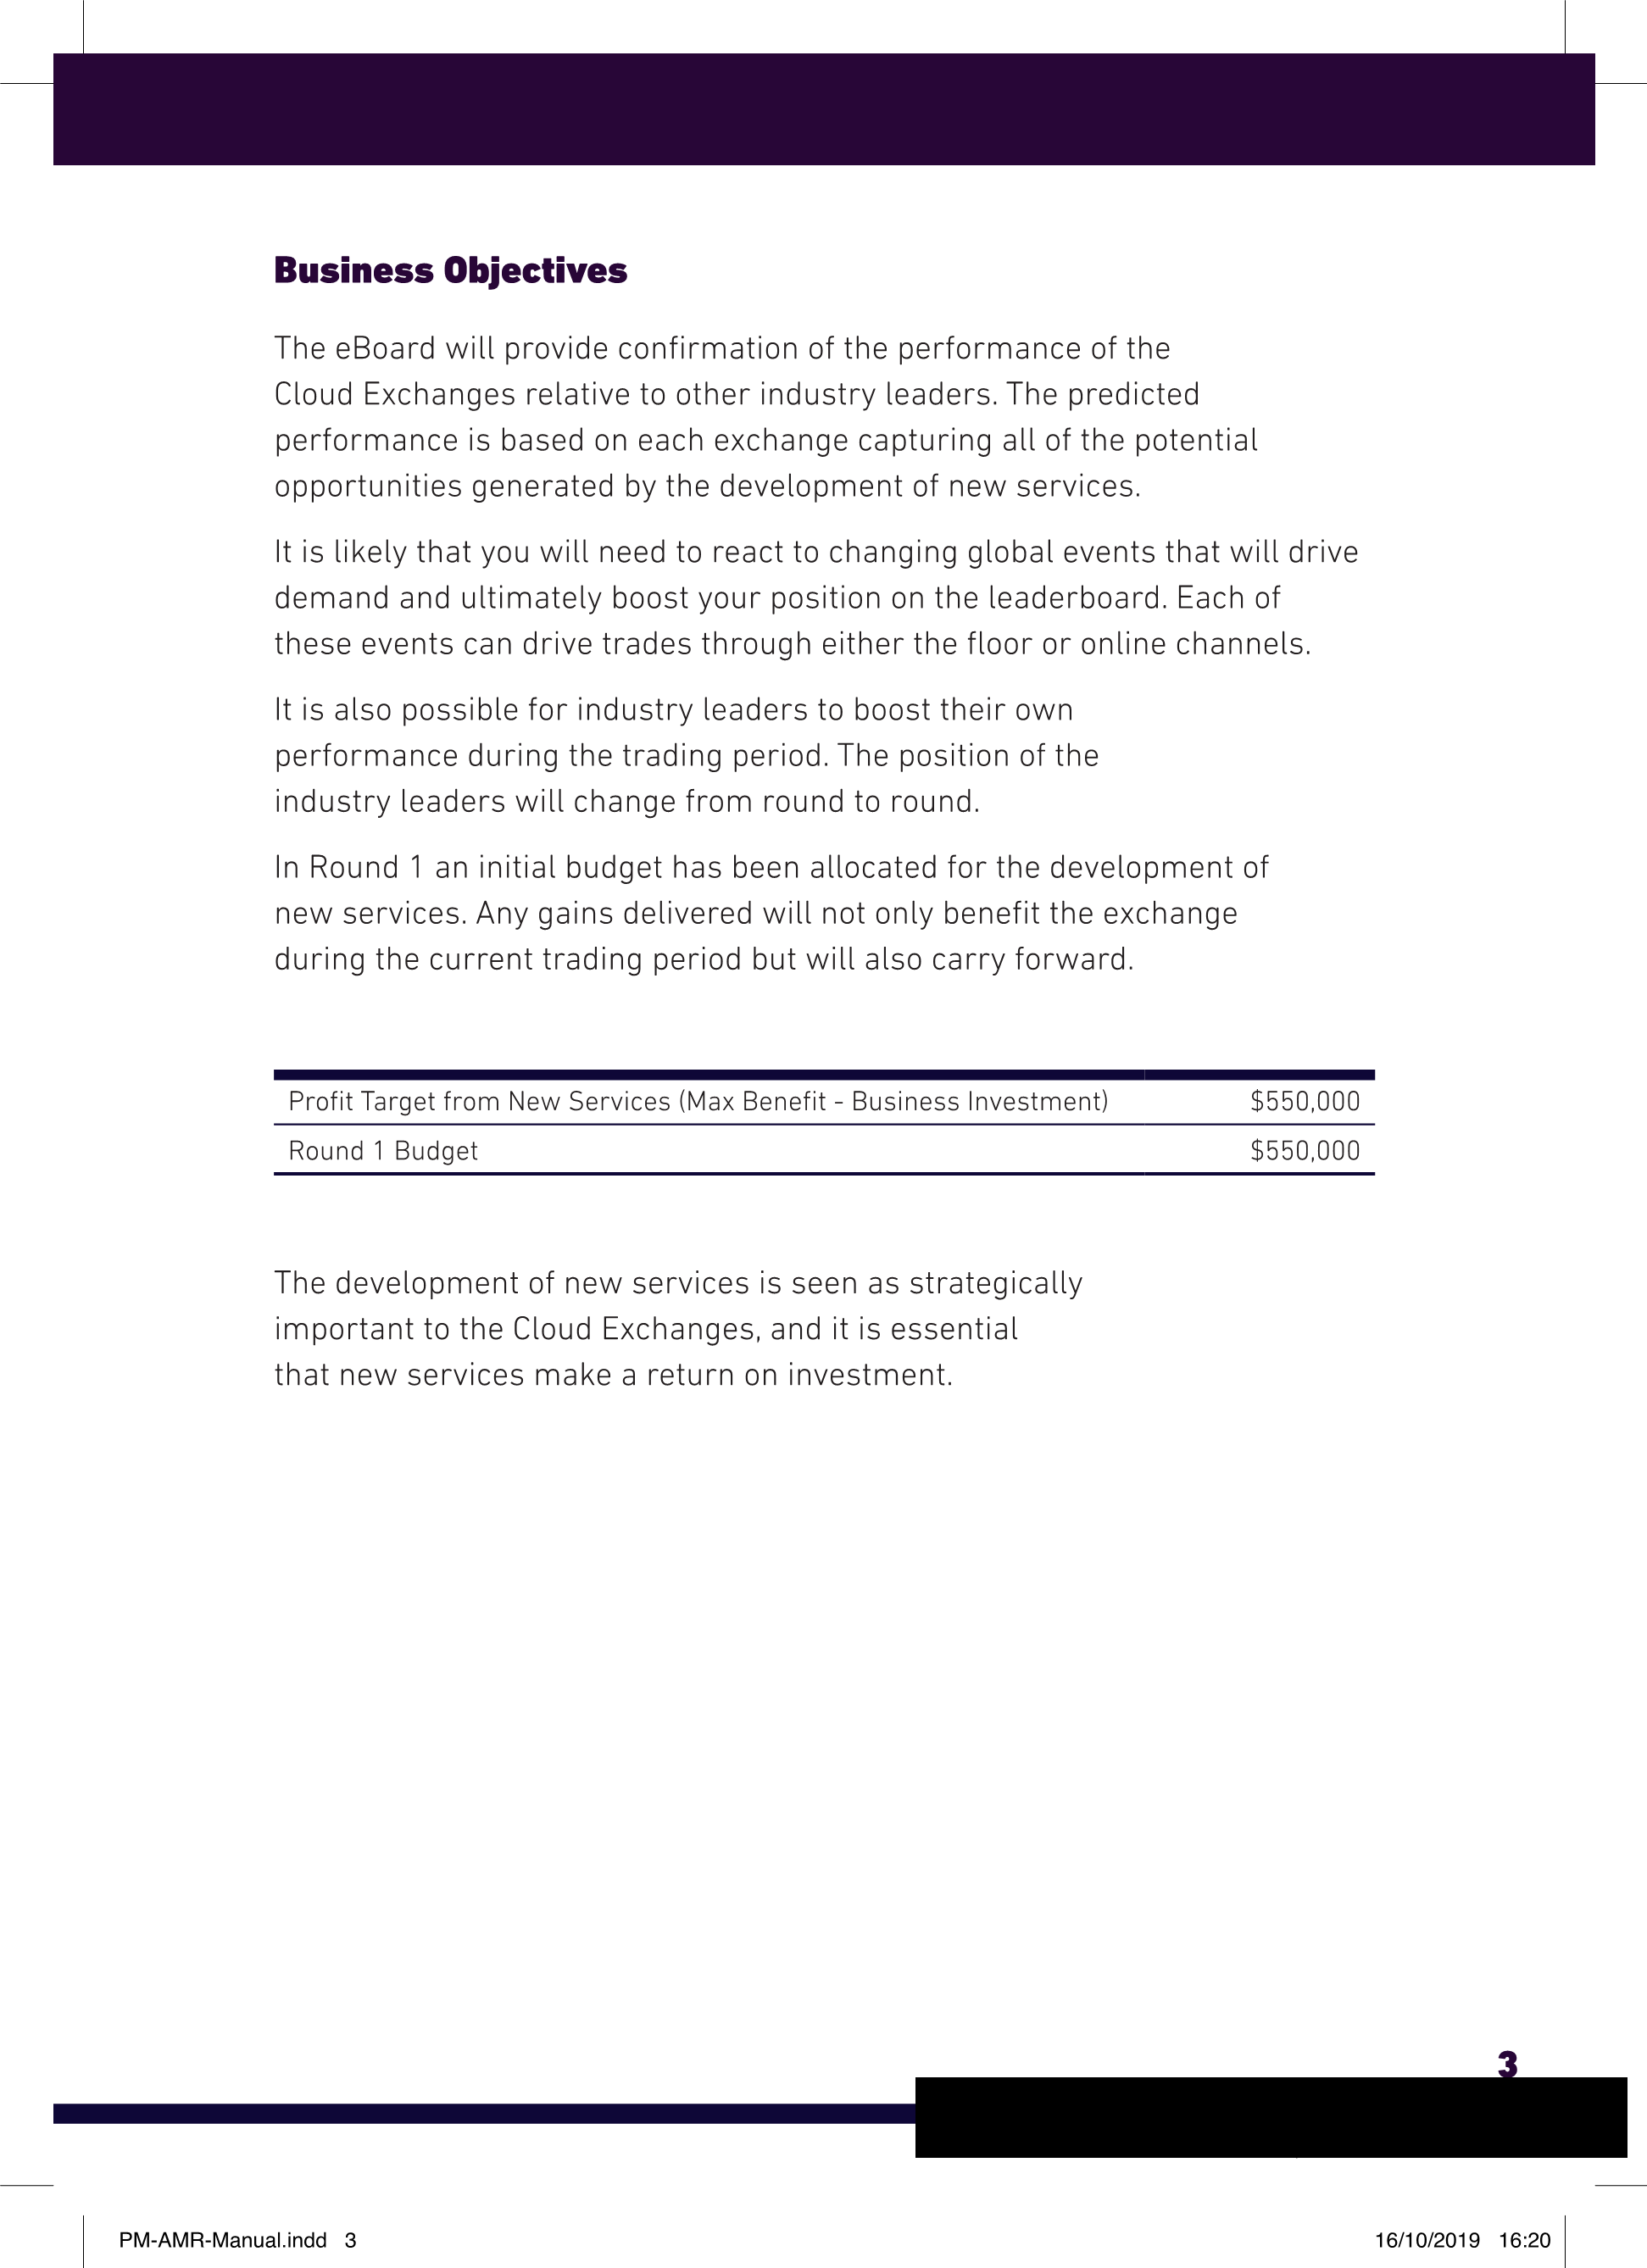 Business Objectives
The eBoard will provide confirmation of the performance of the
Cloud Exchanges relative to other industry leaders. The predicted
performance is based on each exchange capturing all of the potential
opportunities generated by the development of new services.
It is likely that you will need to react to changing global events that will drive
demand and ultimately boost your position on the leaderboard. Each of
these events can drive trades through either the floor or online channels.
It is also possible for industry leaders to boost their own
performance during the trading period. The position of the
industry leaders will change from round to round.
In Round 1 an initial budget has been allocated for the development of
new services. Any gains delivered will not only benefit the exchange
during the current trading period but will also carry forward.
Profit Target from New Services (Max Benefit - Business Investment) $550,000
Round 1 Budget $550,000
The development of new services is seen as strategically
important to the Cloud Exchanges, and it is essential
that new services make a return on investment.
3
PM-AMR-Manual.indd 3 16/10/2019 16:20